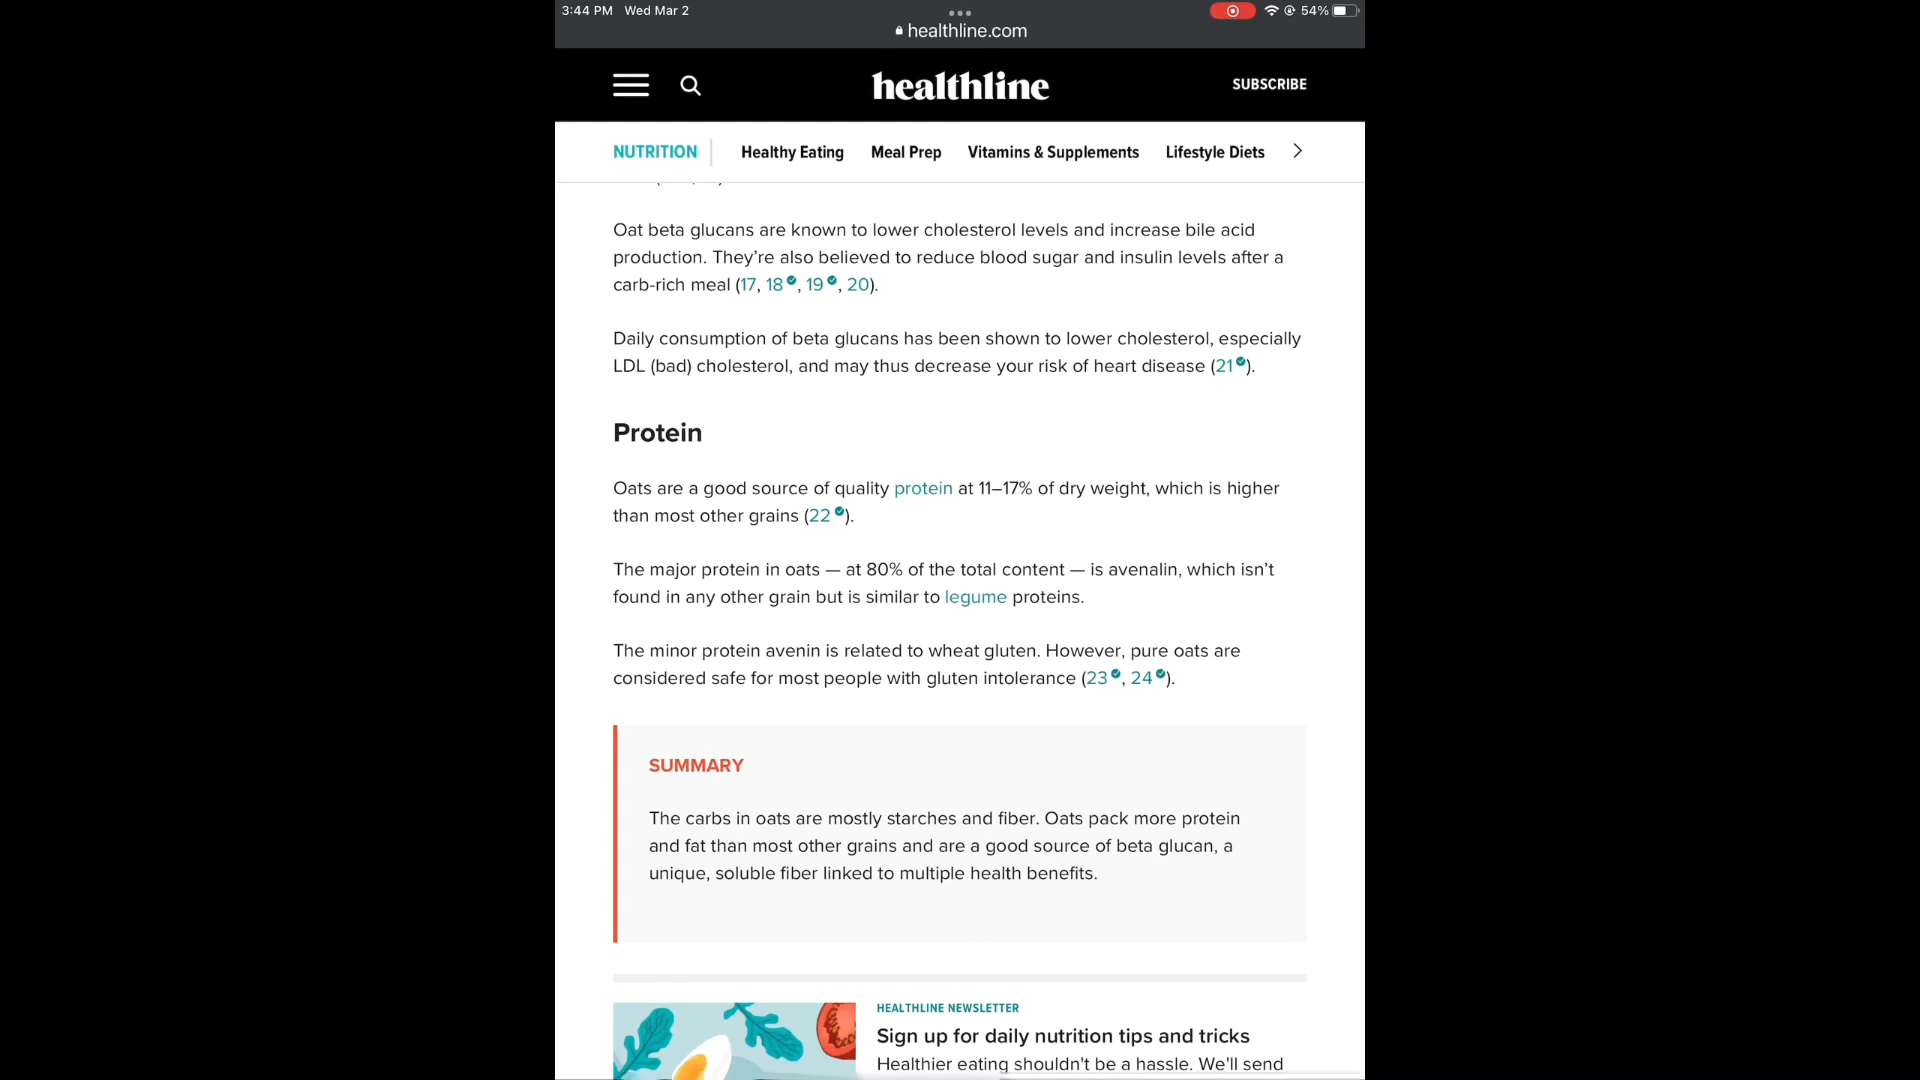 3:44 PM Wed Mar 2
54%
healthline.com
healthline
SUBSCRIBE
NUTRITION
Healthy Eating
Meal Prep
Vitamins & Supplements
Lifestyle Diets
Oat beta glucans are known to lower cholesterol levels and increase bile acid
production. They’re also believed to reduce blood sugar and insulin levels after a
carb-rich meal (17, 18, 19, 20).
Daily consumption of beta glucans has been shown to lower cholesterol, especially
LDL (bad) cholesterol, and may thus decrease your risk of heart disease (21).
Protein
Oats are a good source of quality protein at 11–17% of dry weight, which is higher
than most other grains (22).
The major protein in oats — at 80% of the total content — is avenalin, which isn’t
found in any other grain but is similar to legume proteins.
The minor protein avenin is related to wheat gluten. However, pure oats are
considered safe for most people with gluten intolerance (23, 24).
SUMMARY
The carbs in oats are mostly starches and fiber. Oats pack more protein
and fat than most other grains and are a good source of beta glucan, a
unique, soluble fiber linked to multiple health benefits.
HEALTHLINE NEWSLETTER
Sign up for daily nutrition tips and tricks
Healthier eating shouldn't be a hassle. We'll send